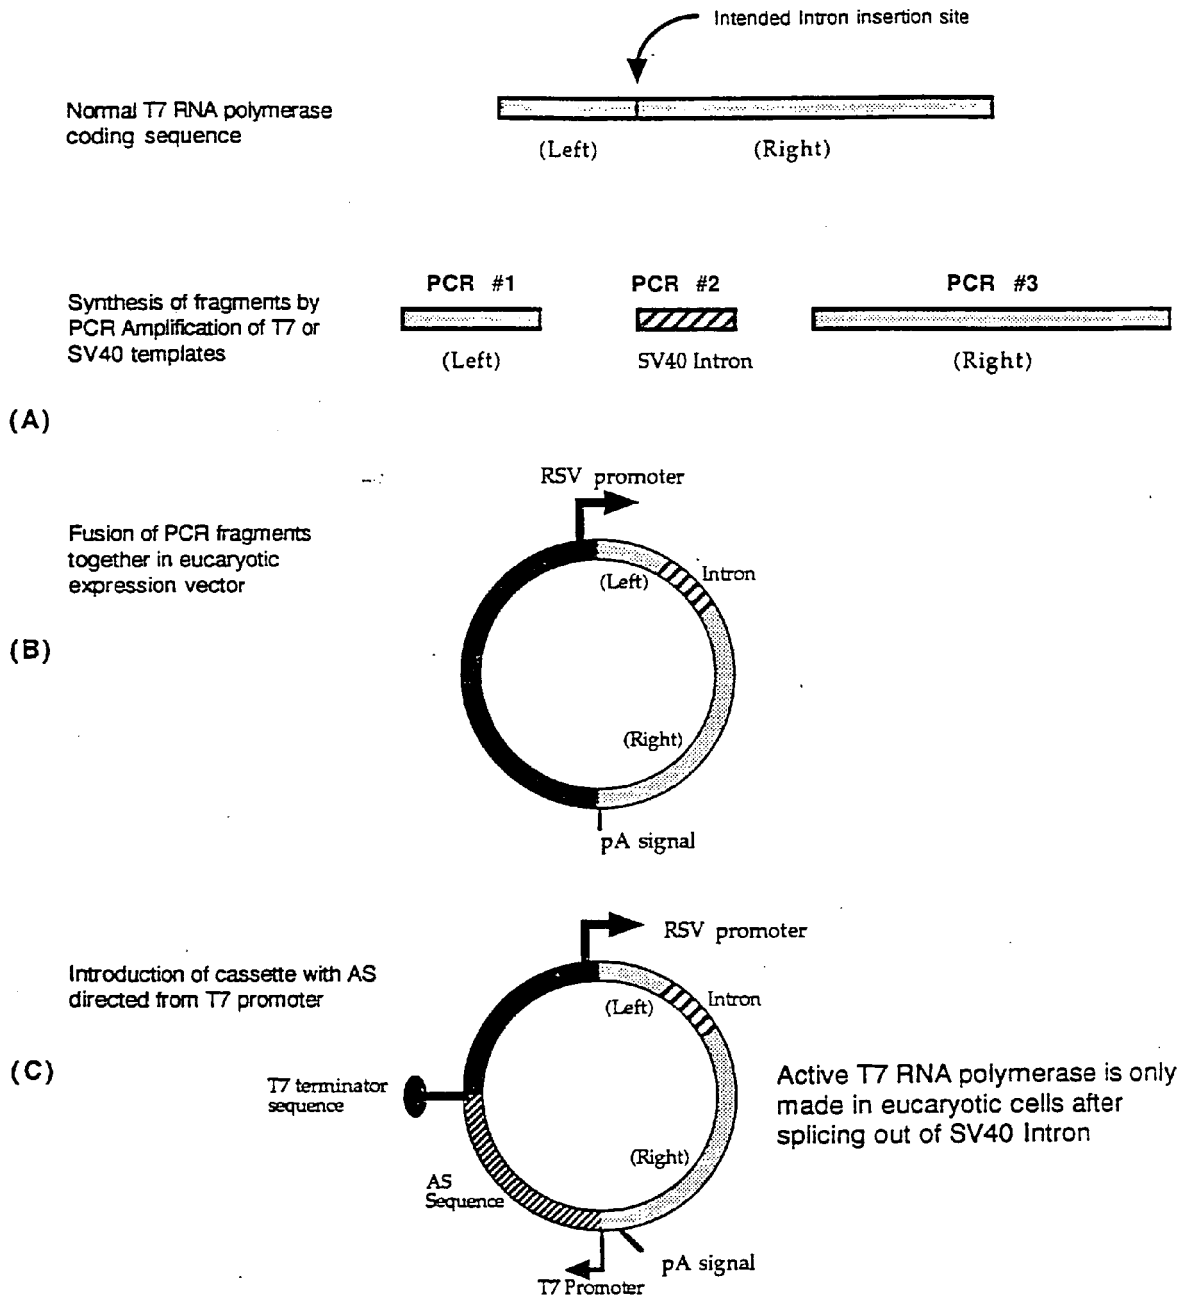 Intended Intron insertion site
Normal T7 RNA polymerase
coding sequence
(Left)
(Right)
PCR #1
PCR #2
PCR #3
Synthesis of fragments by
PCR Amplification of T7 or
SV40 templates
(Left)
SV40 Intron
(Right)
(A)
RSV promoter
Fusion of PCR fragments
together in eucaryotic
expression vector
(Left)
Intron
(B)
(Right)
pA signal
RSV promoter
Introduction of cassette with AS
directed from T7 promoter
(Left)
Intron
(C)
T7 terminator
sequence
Active T7 RNA polymerase is only
made in eucaryotic cells after
splicing out of SV40 Intron
(Right)
AS
Sequence
pA signal
T7 Promoter